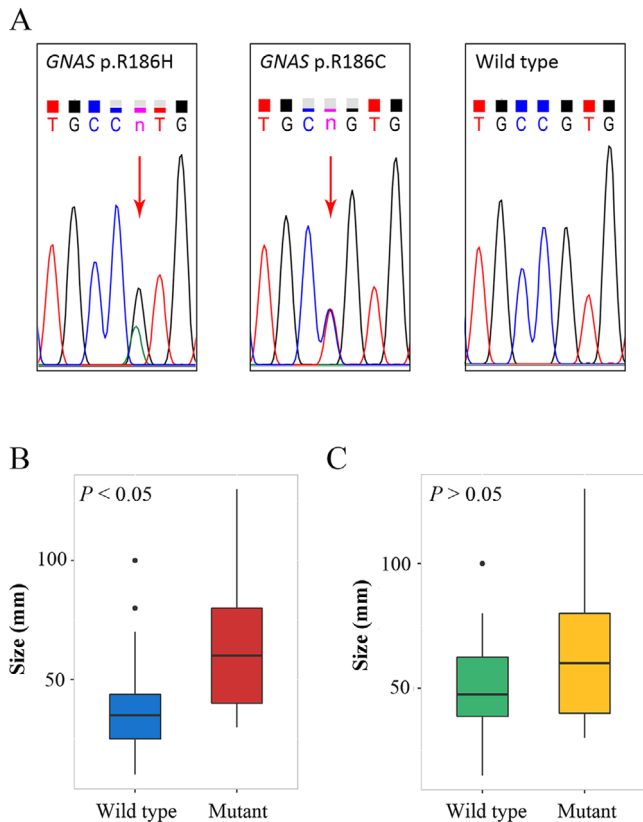 A
GNAS p.R186H
T G C C n T G
GNAS p.R186C
T G C n G T G
Wild type
T G C C G T G
B
P < 0.05
Size (mm)
100
50
Wild type Mutant
C
P > 0.05
Size (mm)
100
50
Wild type Mutant